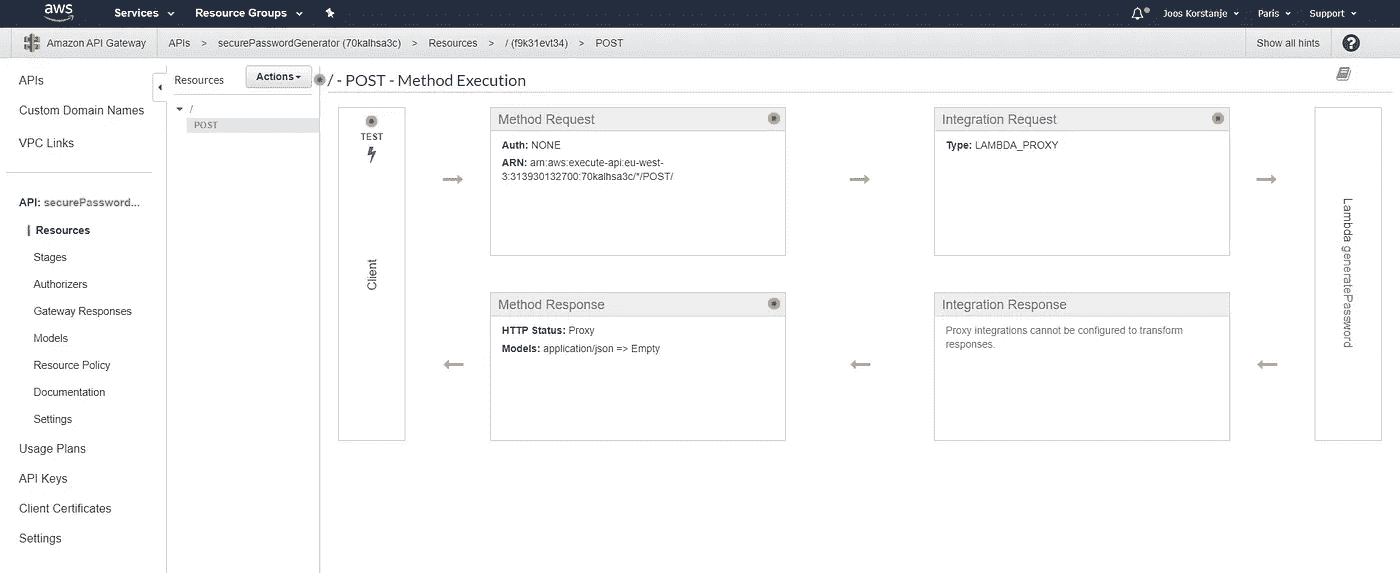 aws Services Resource Groups Joos Korstanje Paris Support
Amazon API Gateway APIs > securePasswordGenerator (70kalhsa3c) > Resources > / (f9k31evt34) > POST Show all hints ?
APIs
Custom Domain Names
VPC Links
API: securePassword...
Resources
Stages
Authorizers
Gateway Responses
Models
Resource Policy
Documentation
Settings
Usage Plans
API Keys
Client Certificates
Settings
Resources Actions
/
POST
/ - POST - Method Execution
TEST
Client
Method Request
Auth: NONE
ARN: arn:aws:execute-api:eu-west-
3:313930132700:70kalhsa3c/*/POST/
Integration Request
Type: LAMBDA_PROXY
Lambda generatePassword
Method Response
HTTP Status: Proxy
Models: application/json => Empty
Integration Response
Proxy integrations cannot be configured to transform
responses.